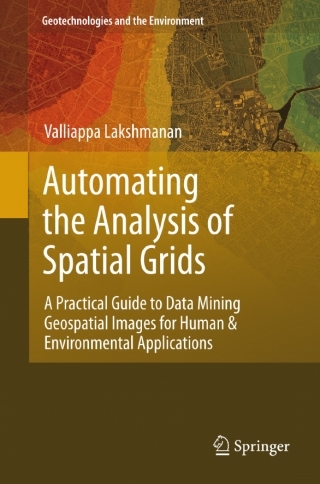 Geotechnologies and the Environment
Valliappa Lakshmanan
Automating
the Analysis of
Spatial Grids
A Practical Guide to Data Mining
Geospatial Images for Human &
Environmental Applications
Springer